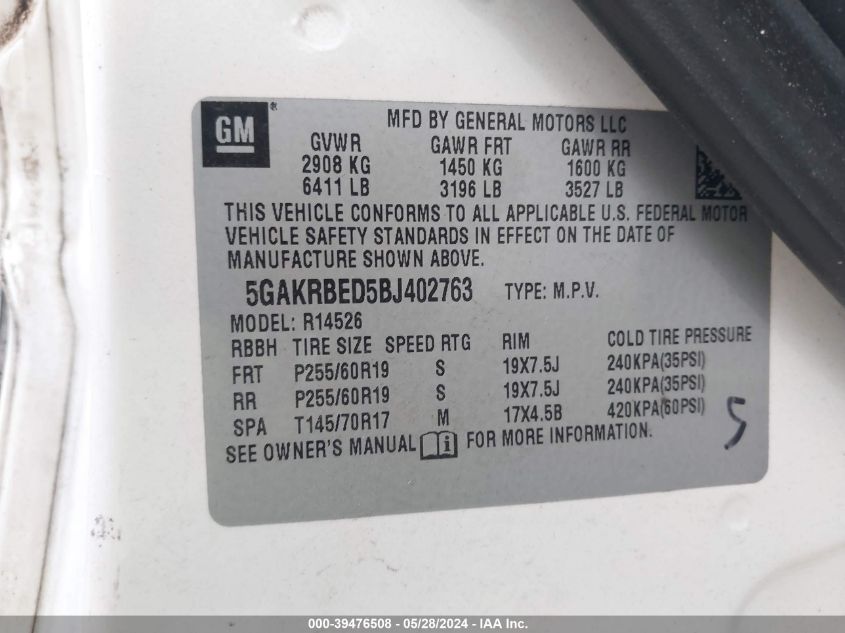 GM ®
MFD BY GENERAL MOTORS LLC
GVWR GAWR FRT GAWR RR
2908 KG 1450 KG 1600 KG
6411 LB 3196 LB 3527 LB
THIS VEHICLE CONFORMS TO ALL APPLICABLE U.S. FEDERAL MOTOR
VEHICLE SAFETY STANDARDS IN EFFECT ON THE DATE OF
MANUFACTURE SHOWN ABOVE.
5GAKRBED5BJ402763 TYPE: M.P.V.
MODEL: R14526
RBBH TIRE SIZE SPEED RTG RIM COLD TIRE PRESSURE
FRT P255/60R19 S 19X7.5J 240KPA(35PSI)
RR P255/60R19 S 19X7.5J 240KPA(35PSI)
SPA T145/70R17 M 17X4.5B 420KPA(60PSI)
SEE OWNER'S MANUAL i FOR MORE INFORMATION.
5
000-39476508 - 05/28/2024 - IAA Inc.